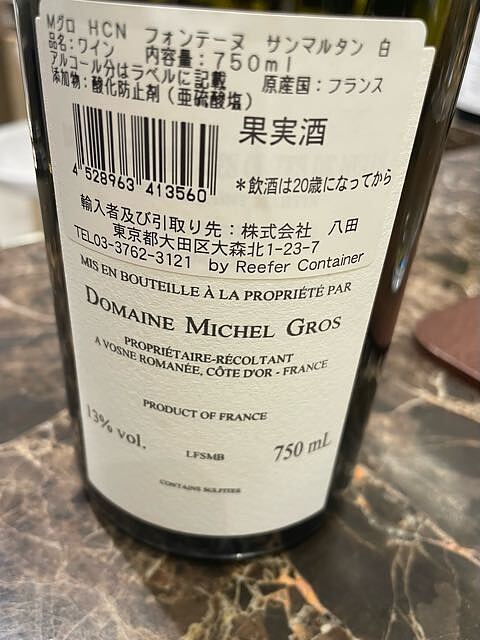 Mグロ HCN フォンテーヌ サンマルタン 白
品名：ワイン 内容量：750ml
アルコール分はラベルに記載 原産国：フランス
添加物：酸化防止剤（亜硫酸塩）
果実酒
4 528963 413560
＊飲酒は20歳になってから
輸入者及び引取り先：株式会社 八田
東京都大田区大森北1-23-7
TEL03-3762-3121 by Reefer Container
MIS EN BOUTEILLE À LA PROPRIÉTÉ PAR
DOMAINE MICHEL GROS
PROPRIÉTAIRE-RÉCOLTANT
A VOSNE ROMANÉE, CÔTE D'OR - FRANCE
PRODUCT OF FRANCE
13% vol.
LFSMB
750 mL
CONTAINS SULFITES